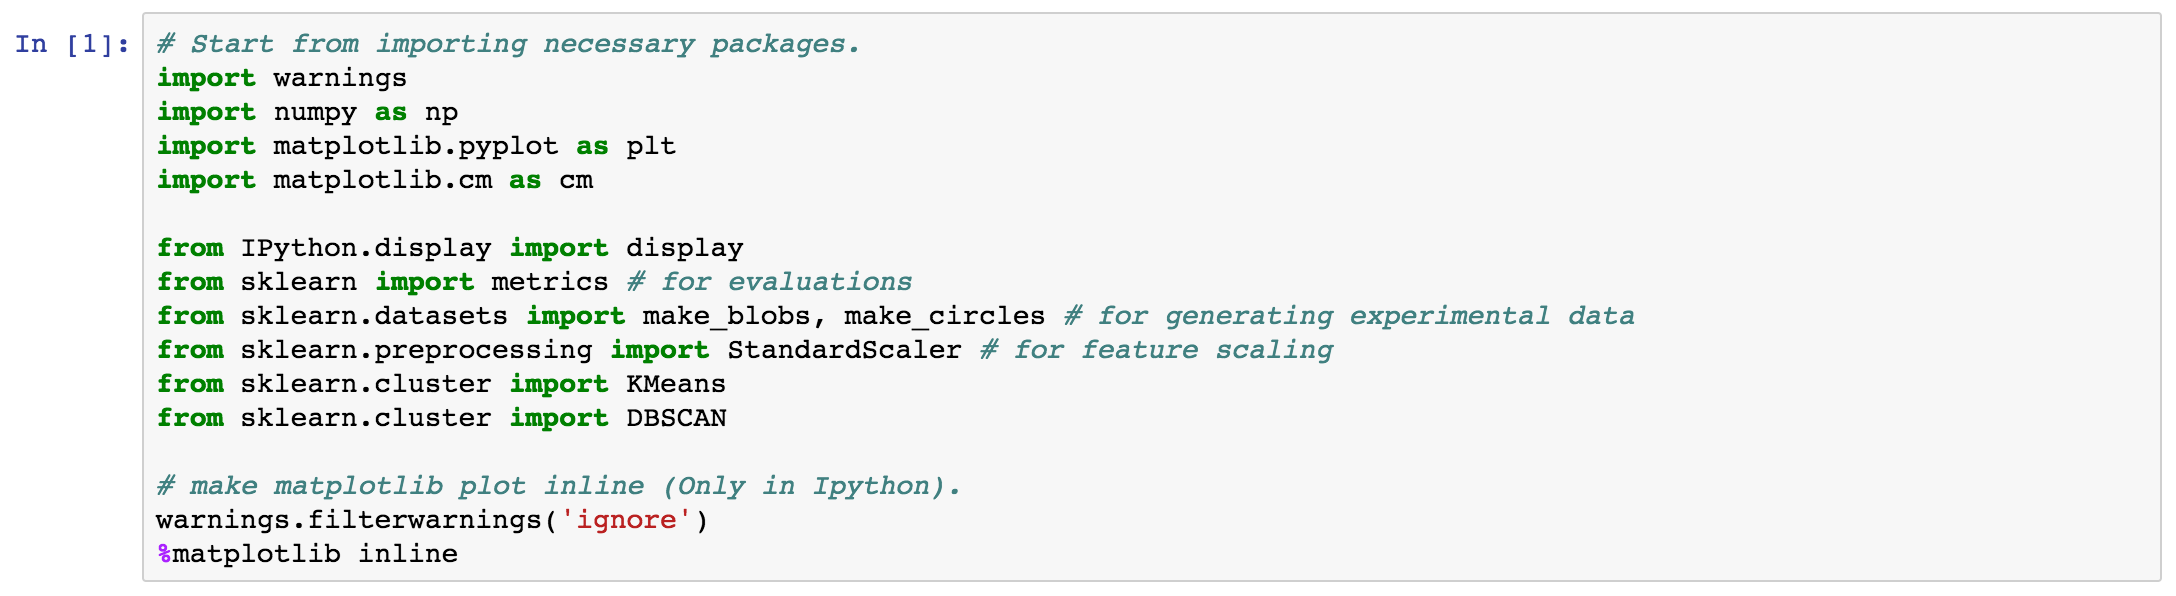 In [1]: # Start from importing necessary packages.
import warnings
import numpy as np
import matplotlib.pyplot as plt
import matplotlib.cm as cm
from IPython.display import display
from sklearn import metrics # for evaluations
from sklearn.datasets import make_blobs, make_circles # for generating experimental data
from sklearn.preprocessing import StandardScaler # for feature scaling
from sklearn.cluster import KMeans
from sklearn.cluster import DBSCAN
# make matplotlib plot inline (Only in Ipython).
warnings.filterwarnings('ignore')
%matplotlib inline